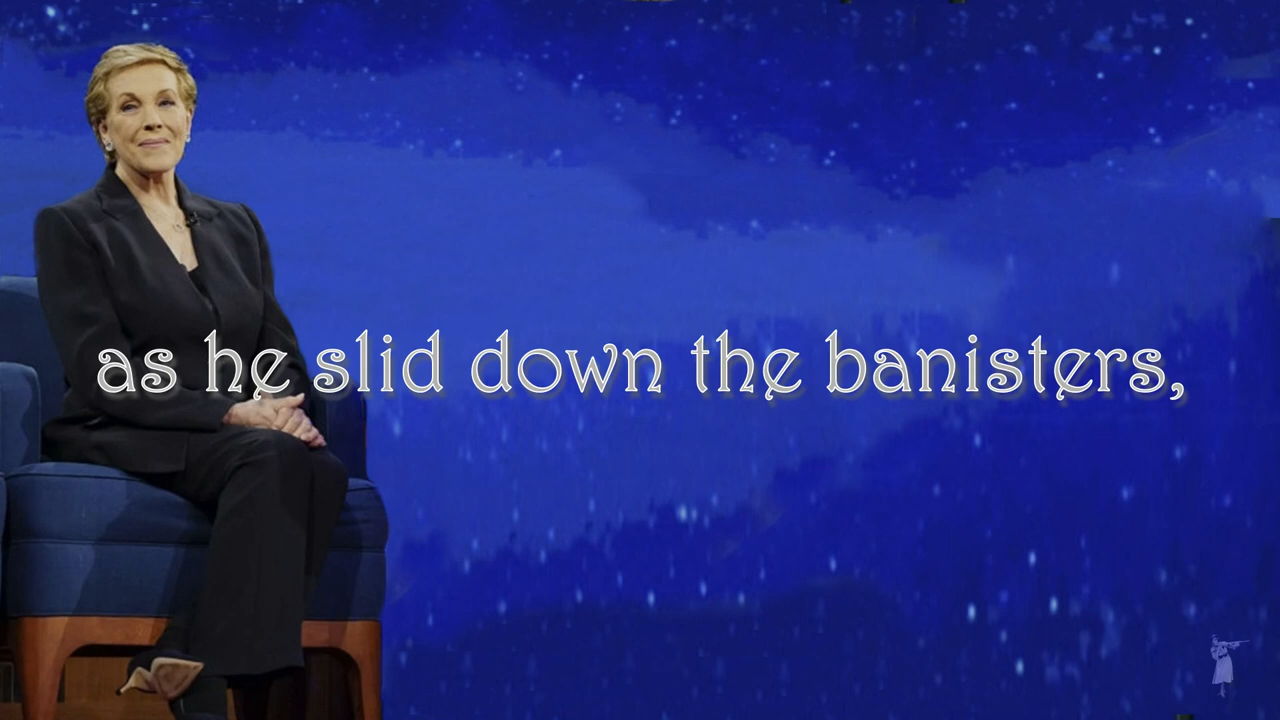 as he slid down the banisters,